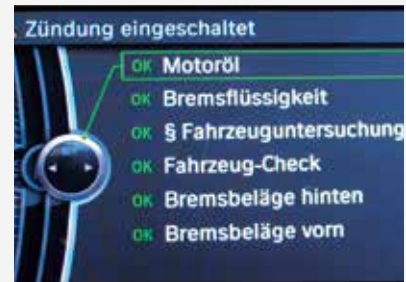 Zündung eingeschaltet
OK Motoröl
OK Bremsflüssigkeit
OK § Fahrzeuguntersuchung
OK Fahrzeug-Check
OK Bremsbeläge hinten
OK Bremsbeläge vorn